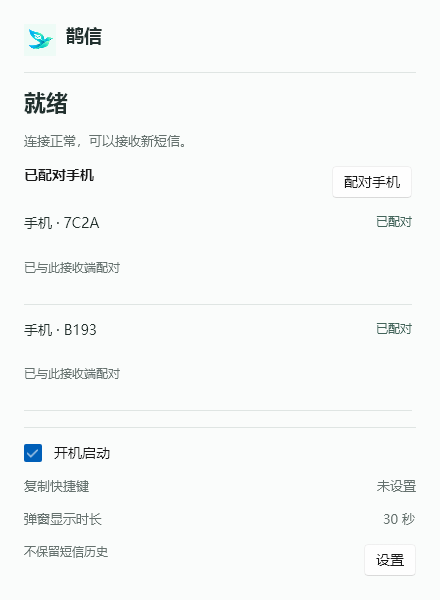 鹊信
就绪
连接正常，可以接收新短信。
已配对手机
配对手机
手机 · 7C2A
已配对
已与此接收端配对
手机 · B193
已配对
已与此接收端配对
开机启动
复制快捷键
未设置
弹窗显示时长
30 秒
不保留短信历史
设置